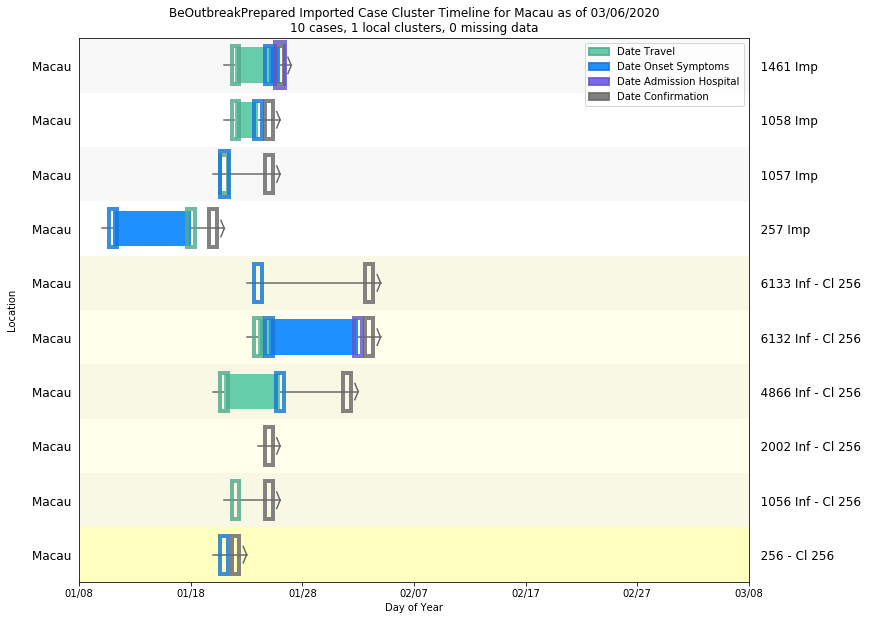 BeOutbreakPrepared Imported Case Cluster Timeline for Macau as of 03/06/2020
10 cases, 1 local clusters, 0 missing data
Date Travel
Date Onset Symptoms
Date Admission Hospital
Date Confirmation
Macau 1461 Imp
Macau 1058 Imp
Macau 1057 Imp
Macau 257 Imp
Macau 6133 Inf - Cl 256
Macau 6132 Inf - Cl 256
Macau 4866 Inf - Cl 256
Macau 2002 Inf - Cl 256
Macau 1056 Inf - Cl 256
Macau 256 - Cl 256
Location
01/08 01/18 01/28 02/07 02/17 02/27 03/08
Day of Year